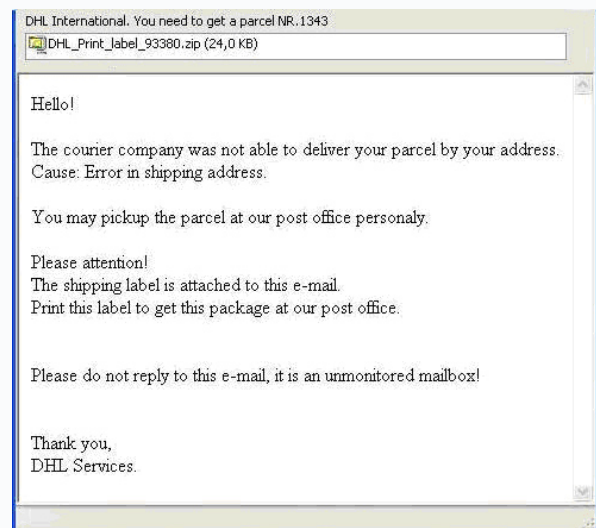 DHL International. You need to get a parcel NR.1343
DHL_Print_label_93380.zip (24,0 KB)
Hello!
The courier company was not able to deliver your parcel by your address.
Cause: Error in shipping address.
You may pickup the parcel at our post office personaly.
Please attention!
The shipping label is attached to this e-mail.
Print this label to get this package at our post office.
Please do not reply to this e-mail, it is an unmonitored mailbox!
Thank you,
DHL Services.